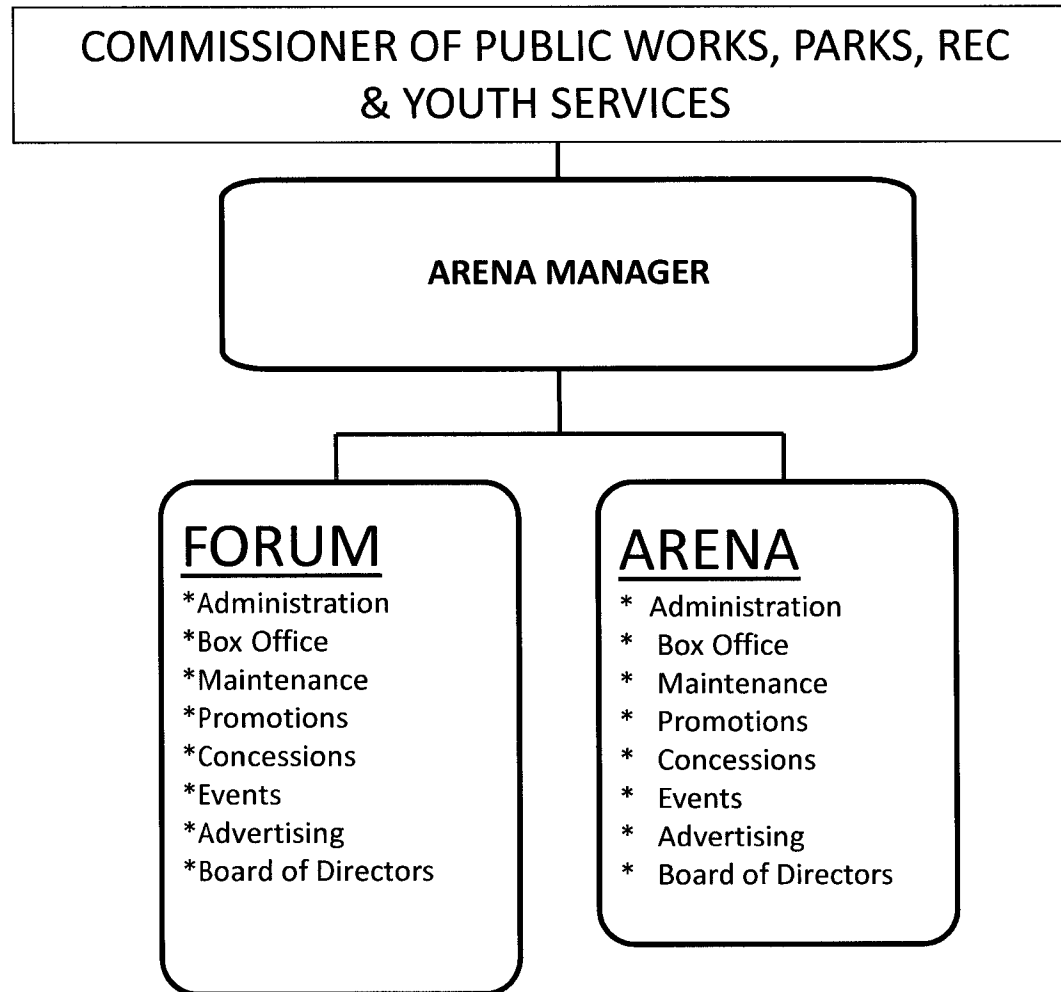 COMMISSIONER OF PUBLIC WORKS, PARKS, REC
& YOUTH SERVICES
ARENA MANAGER
FORUM
*Administration
*Box Office
*Maintenance
*Promotions
*Concessions
*Events
*Advertising
*Board of Directors
ARENA
* Administration
* Box Office
* Maintenance
* Promotions
* Concessions
* Events
* Advertising
* Board of Directors